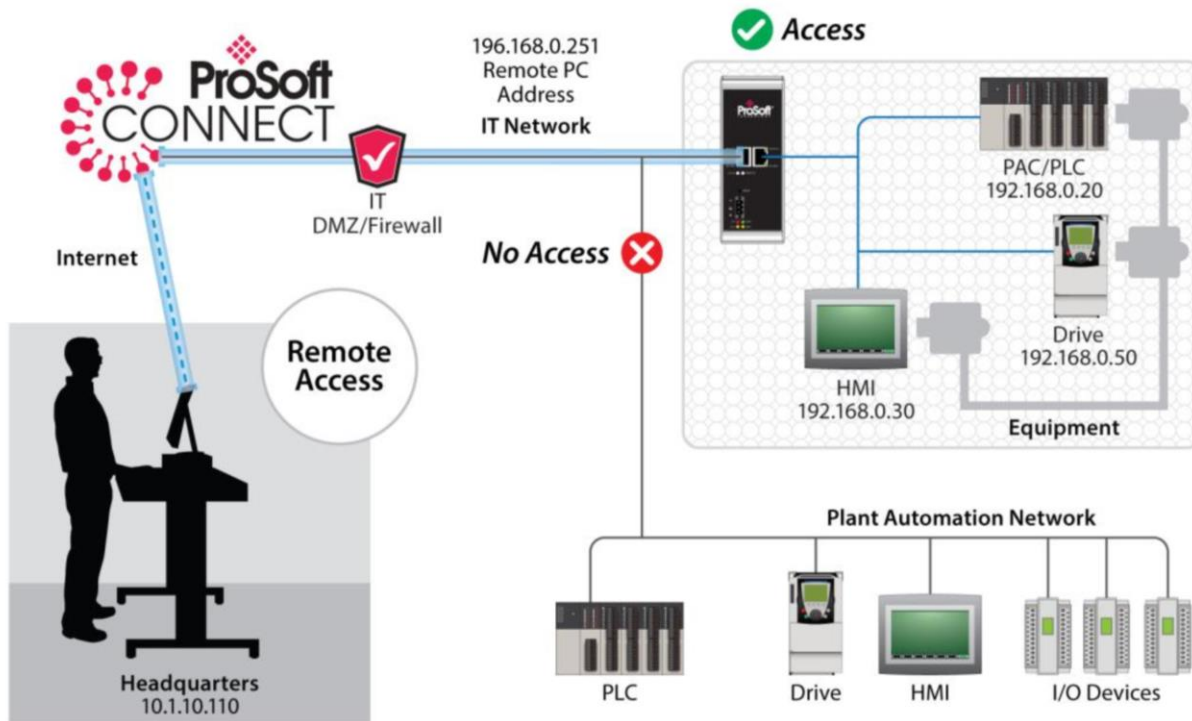 ProSoft
CONNECT
196.168.0.251
Remote PC
Address
IT Network
Access
ProSoft
IT
DMZ/Firewall
No Access
Internet
Remote
Access
PAC/PLC
192.168.0.20
Drive
192.168.0.50
HMI
192.168.0.30
Equipment
Plant Automation Network
PLC
Drive
HMI
I/O Devices
Headquarters
10.1.10.110